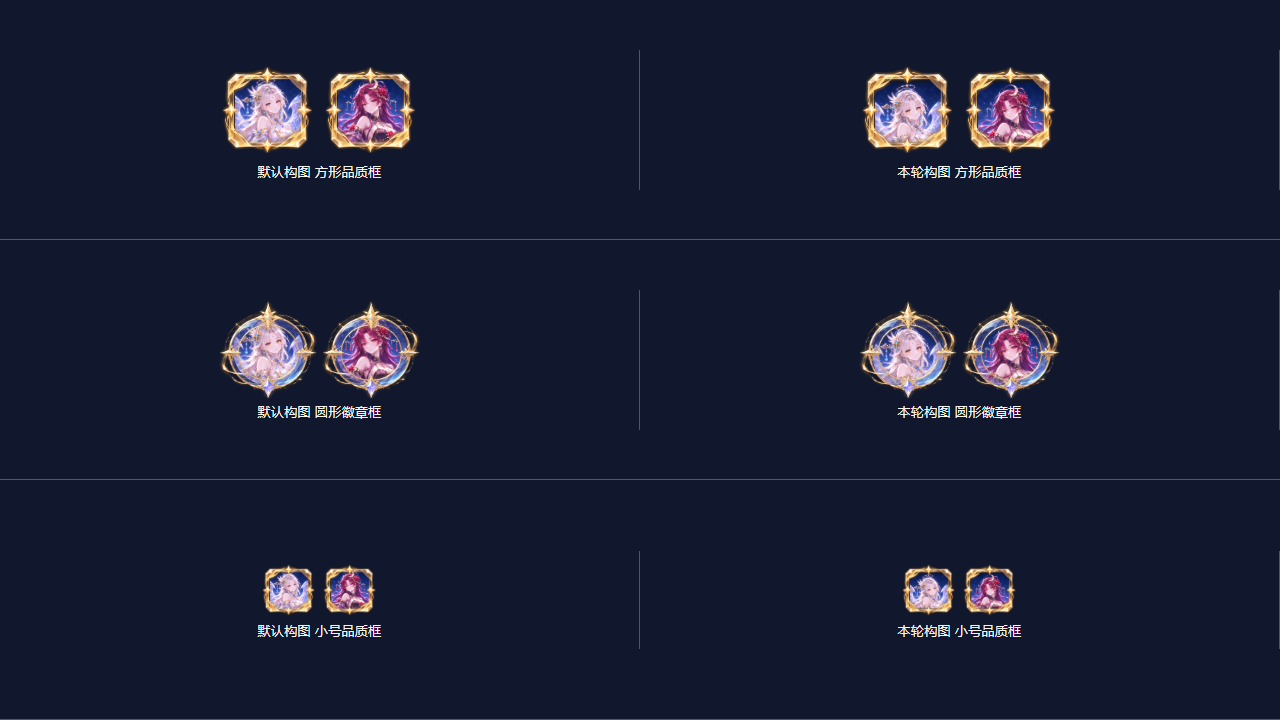 默认构图 方形品质框
本轮构图 方形品质框
默认构图 圆形徽章框
本轮构图 圆形徽章框
默认构图 小号品质框
本轮构图 小号品质框